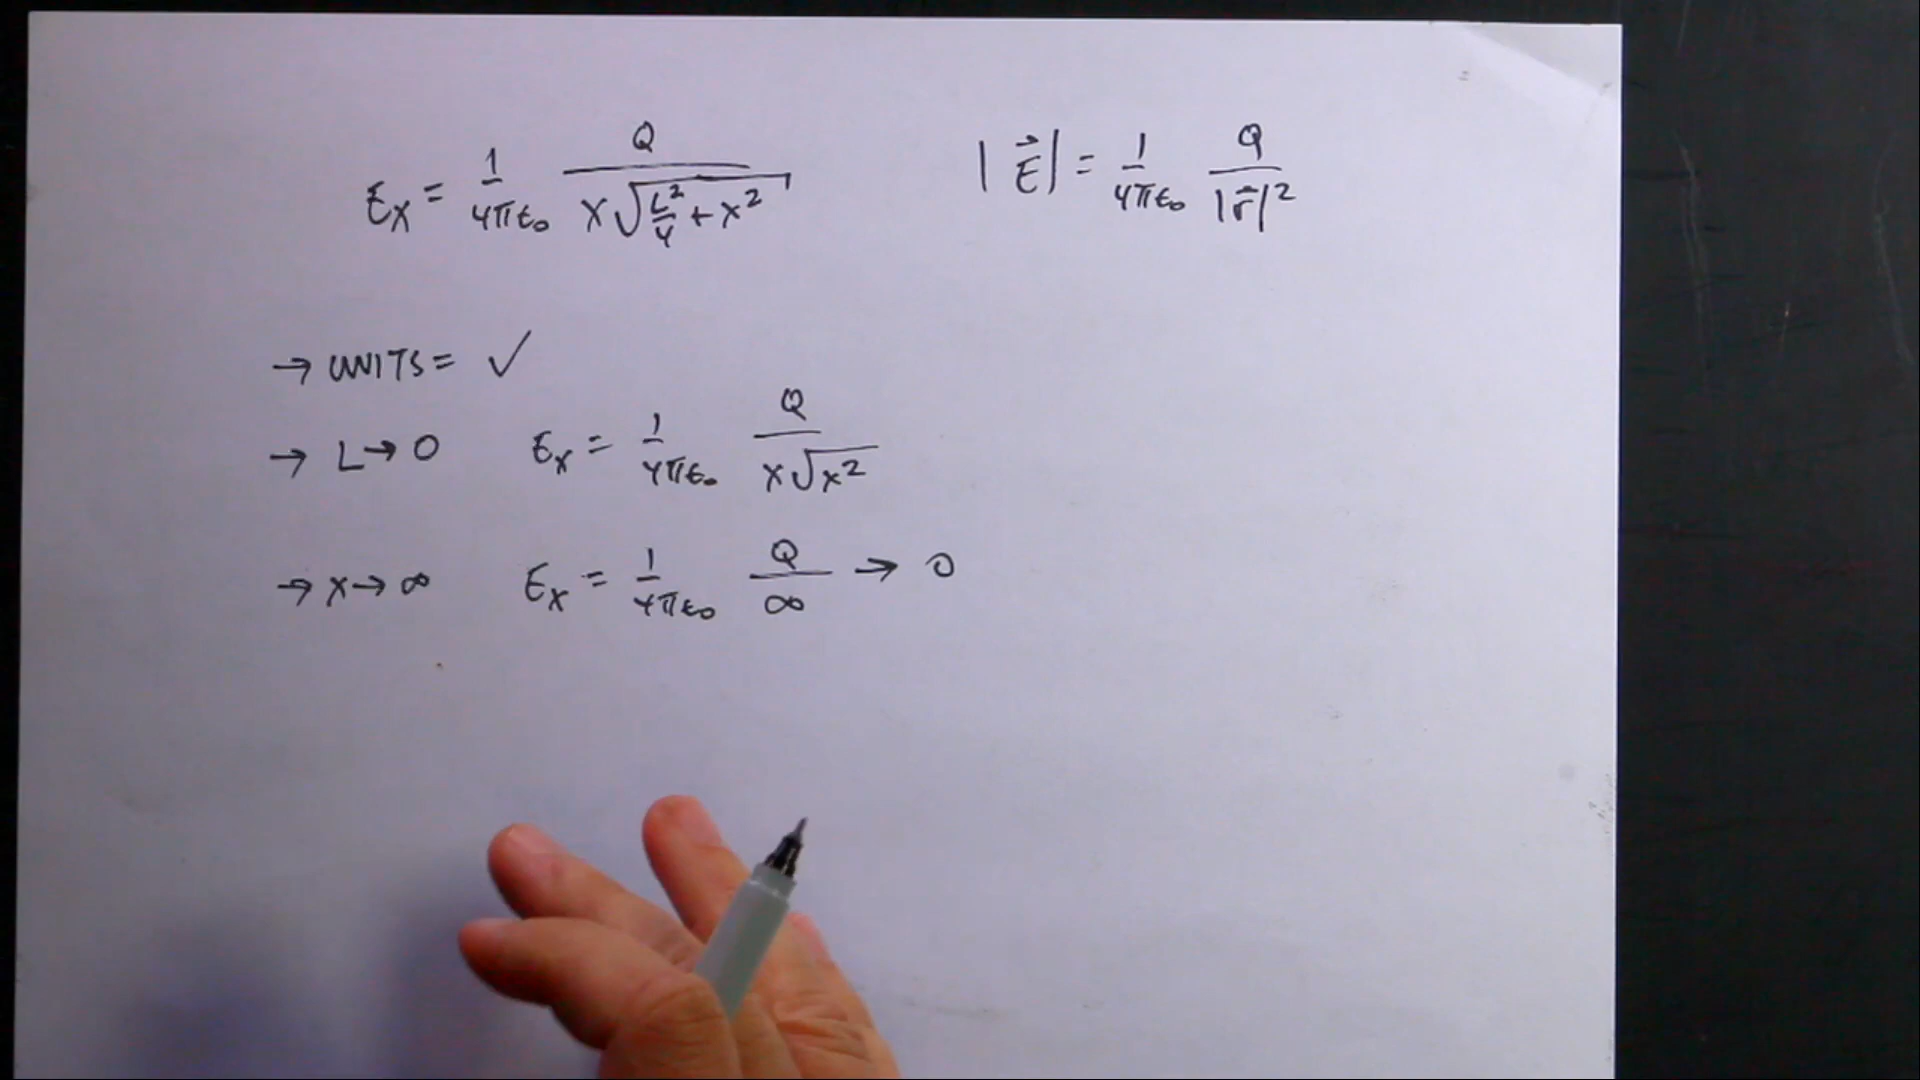 Ex = 1/4πε₀ Q/x√(L²/4 + x²)    |E⃗| = 1/4πε₀ Q/|r⃗|²
→ UNITS = ✓
→ L → 0    Ex = 1/4πε₀ Q/x√x²
→ x → ∞    Ex = 1/4πε₀ Q/∞ → 0